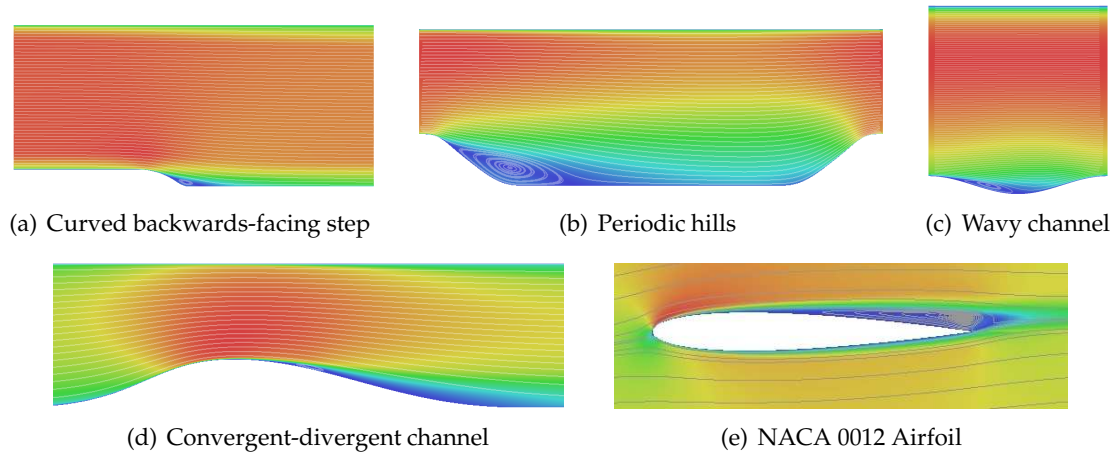 (a) Curved backwards-facing step
(b) Periodic hills
(c) Wavy channel
(d) Convergent-divergent channel
(e) NACA 0012 Airfoil